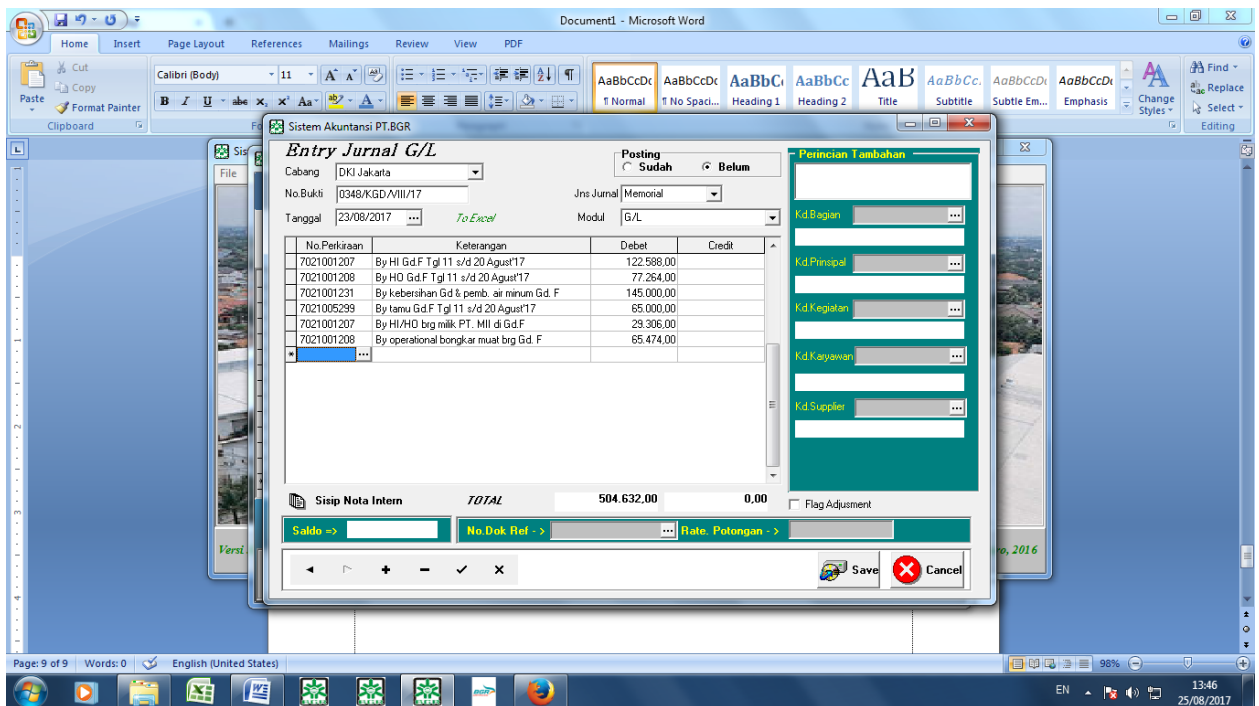 Document1 - Microsoft Word
Home Insert Page Layout References Mailings Review View PDF
Cut
Copy
Paste
Format Painter
Clipboard
Calibri (Body) 11
AaBbCcDc AaBbCcDc AaBbC AaBbCc AaB AaBbCc. AaBbCcDc AaBbCcDc
¶ Normal ¶ No Spaci... Heading 1 Heading 2 Title Subtitle Subtle Em... Emphasis
Change Styles
Find
Replace
Select
Editing
Sis
File
Sistem Akuntansi PT.BGR
Entry Jurnal G/L
Posting
Sudah Belum
Cabang DKI Jakarta
No.Bukti 0348/KGD/VIII/17
Jns Jurnal Memorial
Tanggal 23/08/2017 ... To Excel
Modul G/L
No.Perkiraan Keterangan Debet Credit
7021001207 By HI Gd.F Tgl 11 s/d 20 Agust'17 122.588,00
7021001208 By HO Gd.F Tgl 11 s/d 20 Agust'17 77.264,00
7021001231 By kebersihan Gd & pemb. air minum Gd. F 145.000,00
7021005299 By tamu Gd.F Tgl 11 s/d 20 Agust'17 65.000,00
7021001207 By HI/HO brg milik PT. MII di Gd.F 29.306,00
7021001208 By operational bongkar muat brg Gd. F 65.474,00
Perincian Tambahan
Kd.Bagian ...
Kd.Prinsipal ...
Kd.Kegiatan ...
Kd.Karyawan ...
Kd.Supplier ...
Sisip Nota Intern TOTAL 504.632,00 0,00
Flag Adjusment
Saldo => No.Dok Ref - > ... Rate. Potongan - >
Versi
ro, 2016
Save Cancel
Page: 9 of 9 Words: 0 English (United States) 98%
BGR
EN
13:46
25/08/2017